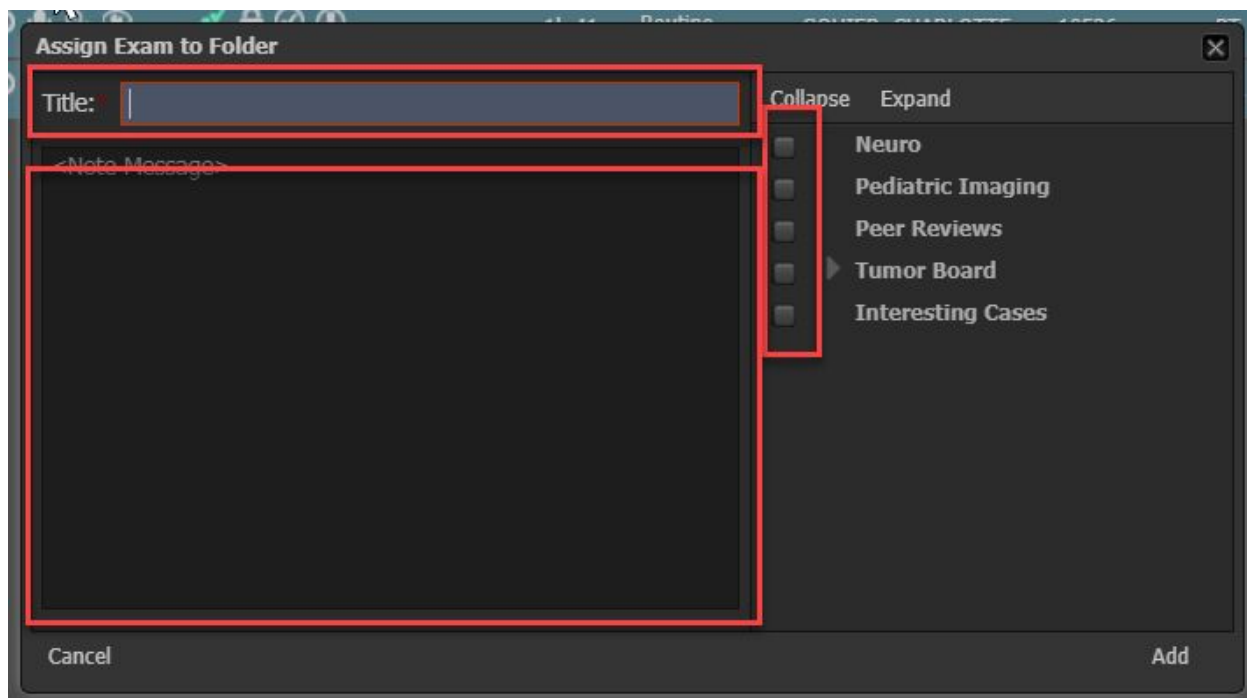 Routine
Assign Exam to Folder
Title:*
Collapse Expand
<Note Message>
Neuro
Pediatric Imaging
Peer Reviews
Tumor Board
Interesting Cases
Cancel
Add